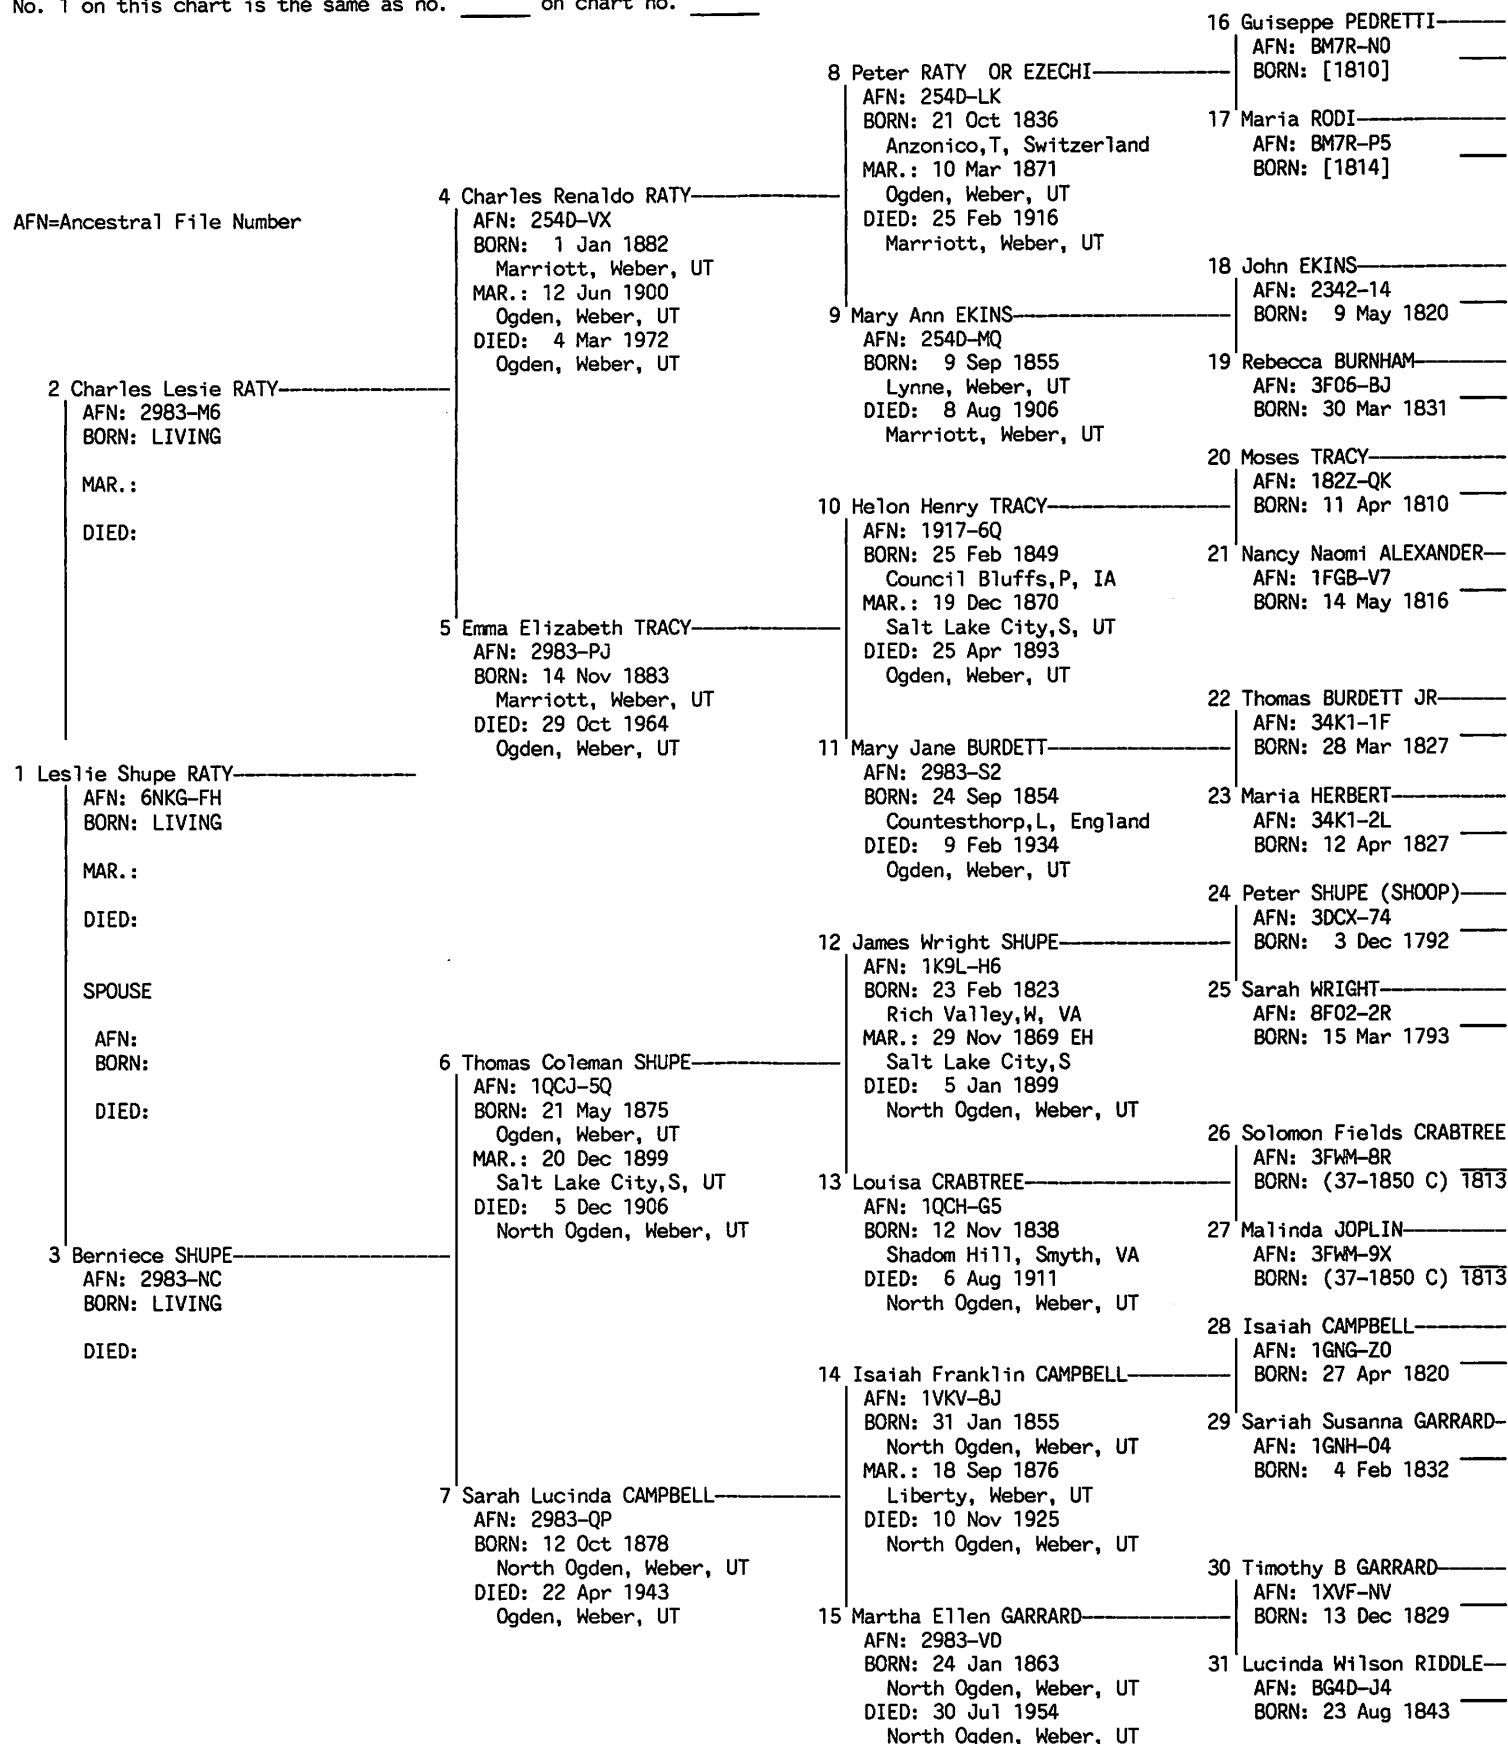 No. 1 on this chart is the same as no. ______ on chart no. ______
AFN=Ancestral File Number
1 Leslie Shupe RATY
AFN: 6NKG-FH
BORN: LIVING
MAR.:
DIED:
SPOUSE
AFN:
BORN:
DIED:
2 Charles Lesie RATY
AFN: 2983-M6
BORN: LIVING
MAR.:
DIED:
3 Berniece SHUPE
AFN: 2983-NC
BORN: LIVING
DIED:
4 Charles Renaldo RATY
AFN: 254D-VX
BORN: 1 Jan 1882
Marriott, Weber, UT
MAR.: 12 Jun 1900
Ogden, Weber, UT
DIED: 4 Mar 1972
Ogden, Weber, UT
5 Emma Elizabeth TRACY
AFN: 2983-PJ
BORN: 14 Nov 1883
Marriott, Weber, UT
DIED: 29 Oct 1964
Ogden, Weber, UT
6 Thomas Coleman SHUPE
AFN: 1QCJ-5Q
BORN: 21 May 1875
Ogden, Weber, UT
MAR.: 20 Dec 1899
Salt Lake City,S, UT
DIED: 5 Dec 1906
North Ogden, Weber, UT
7 Sarah Lucinda CAMPBELL
AFN: 2983-QP
BORN: 12 Oct 1878
North Ogden, Weber, UT
DIED: 22 Apr 1943
Ogden, Weber, UT
8 Peter RATY OR EZECHI
AFN: 254D-LK
BORN: 21 Oct 1836
Anzonico,T, Switzerland
MAR.: 10 Mar 1871
Ogden, Weber, UT
DIED: 25 Feb 1916
Marriott, Weber, UT
9 Mary Ann EKINS
AFN: 254D-MQ
BORN: 9 Sep 1855
Lynne, Weber, UT
DIED: 8 Aug 1906
Marriott, Weber, UT
10 Helon Henry TRACY
AFN: 1917-6Q
BORN: 25 Feb 1849
Council Bluffs,P, IA
MAR.: 19 Dec 1870
Salt Lake City,S, UT
DIED: 25 Apr 1893
Ogden, Weber, UT
11 Mary Jane BURDETT
AFN: 2983-S2
BORN: 24 Sep 1854
Countesthorp,L, England
DIED: 9 Feb 1934
Ogden, Weber, UT
12 James Wright SHUPE
AFN: 1K9L-H6
BORN: 23 Feb 1823
Rich Valley,W, VA
MAR.: 29 Nov 1869 EH
Salt Lake City,S
DIED: 5 Jan 1899
North Ogden, Weber, UT
13 Louisa CRABTREE
AFN: 1QCH-G5
BORN: 12 Nov 1838
Shadom Hill, Smyth, VA
DIED: 6 Aug 1911
North Ogden, Weber, UT
14 Isaiah Franklin CAMPBELL
AFN: 1VKV-8J
BORN: 31 Jan 1855
North Ogden, Weber, UT
MAR.: 18 Sep 1876
Liberty, Weber, UT
DIED: 10 Nov 1925
North Ogden, Weber, UT
15 Martha Ellen GARRARD
AFN: 2983-VD
BORN: 24 Jan 1863
North Ogden, Weber, UT
DIED: 30 Jul 1954
North Ogden, Weber, UT
16 Guiseppe PEDRETTI
AFN: BM7R-N0
BORN: [1810]
17 Maria RODI
AFN: BM7R-P5
BORN: [1814]
18 John EKINS
AFN: 2342-14
BORN: 9 May 1820
19 Rebecca BURNHAM
AFN: 3F06-BJ
BORN: 30 Mar 1831
20 Moses TRACY
AFN: 182Z-QK
BORN: 11 Apr 1810
21 Nancy Naomi ALEXANDER
AFN: 1FGB-V7
BORN: 14 May 1816
22 Thomas BURDETT JR
AFN: 34K1-1F
BORN: 28 Mar 1827
23 Maria HERBERT
AFN: 34K1-2L
BORN: 12 Apr 1827
24 Peter SHUPE (SHOOP)
AFN: 3DCX-74
BORN: 3 Dec 1792
25 Sarah WRIGHT
AFN: 8F02-2R
BORN: 15 Mar 1793
26 Solomon Fields CRABTREE
AFN: 3FWM-8R
BORN: (37-1850 C) 1813
27 Malinda JOPLIN
AFN: 3FWM-9X
BORN: (37-1850 C) 1813
28 Isaiah CAMPBELL
AFN: 1GNG-Z0
BORN: 27 Apr 1820
29 Sariah Susanna GARRARD
AFN: 1GNH-04
BORN: 4 Feb 1832
30 Timothy B GARRARD
AFN: 1XVF-NV
BORN: 13 Dec 1829
31 Lucinda Wilson RIDDLE
AFN: BG4D-J4
BORN: 23 Aug 1843